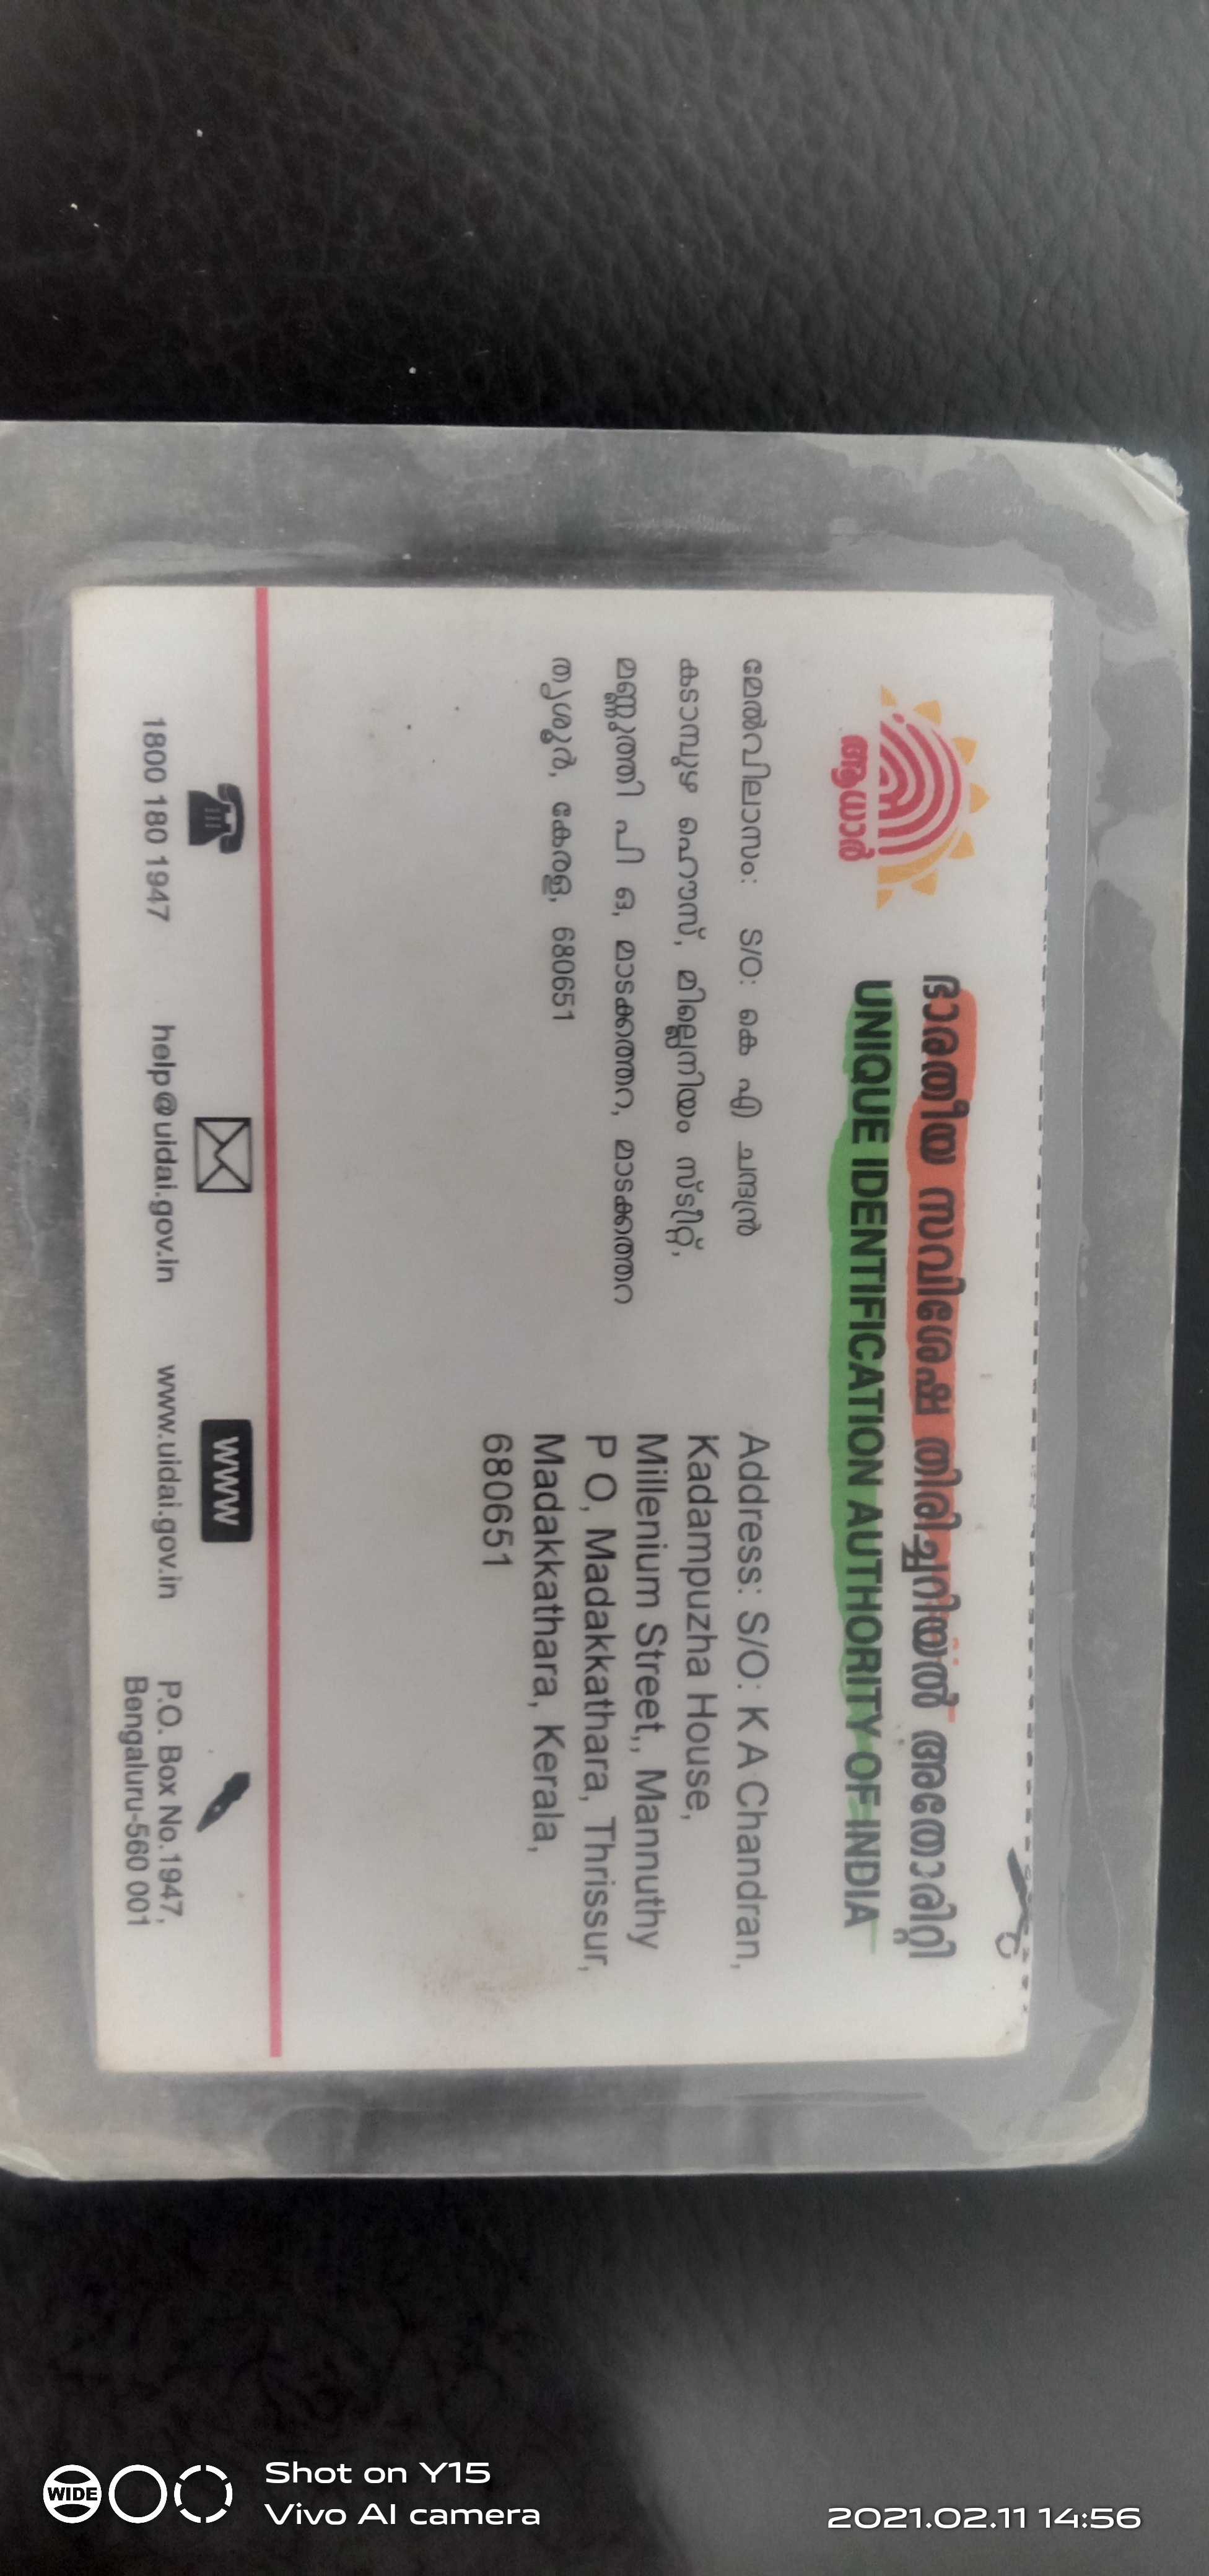 ഭാരതീയ സവിശേഷ തിരിച്ചറിയൽ അതോറിറ്റി
UNIQUE IDENTIFICATION AUTHORITY OF INDIA
ആധാർ
മേൽവിലാസം: S/O: കെ എ ചന്ദ്രൻ
കടാമ്പുഴ ഹൌസ്, മില്ലെനിയം സ്ട്രീറ്റ്,
മണ്ണുത്തി പി ഒ, മാടക്കത്തറ, മാടക്കത്തറ
തൃശൂർ, കേരള, 680651
Address: S/O: K A Chandran,
Kadampuzha House,
Millenium Street,, Mannuthy
P O, Madakkathara, Thrissur,
Madakkathara, Kerala,
680651
1800 180 1947
help@uidai.gov.in
WWW
www.uidai.gov.in
P.O. Box No.1947,
Bengaluru-560 001
WIDE
Shot on Y15
Vivo AI camera
2021.02.11 14:56